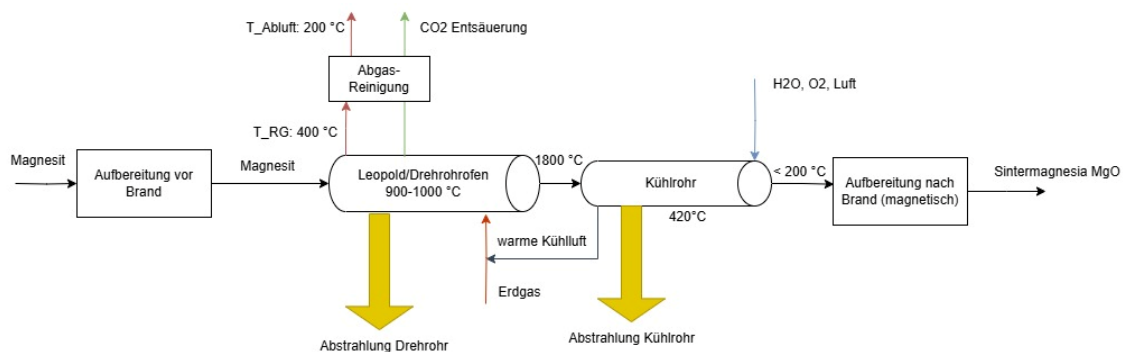 T_Abluft: 200 °C
CO2 Entsäuerung
Abgas-
Reinigung
H2O, O2, Luft
T_RG: 400 °C
Magnesit
Aufbereitung vor
Brand
Magnesit
Leopold/Drehrohrofen
900-1000 °C
1800 °C
Kühlrohr
< 200 °C
Aufbereitung nach
Brand (magnetisch)
Sintermagnesia MgO
420°C
warme Kühlluft
Erdgas
Abstrahlung Drehrohr
Abstrahlung Kühlrohr